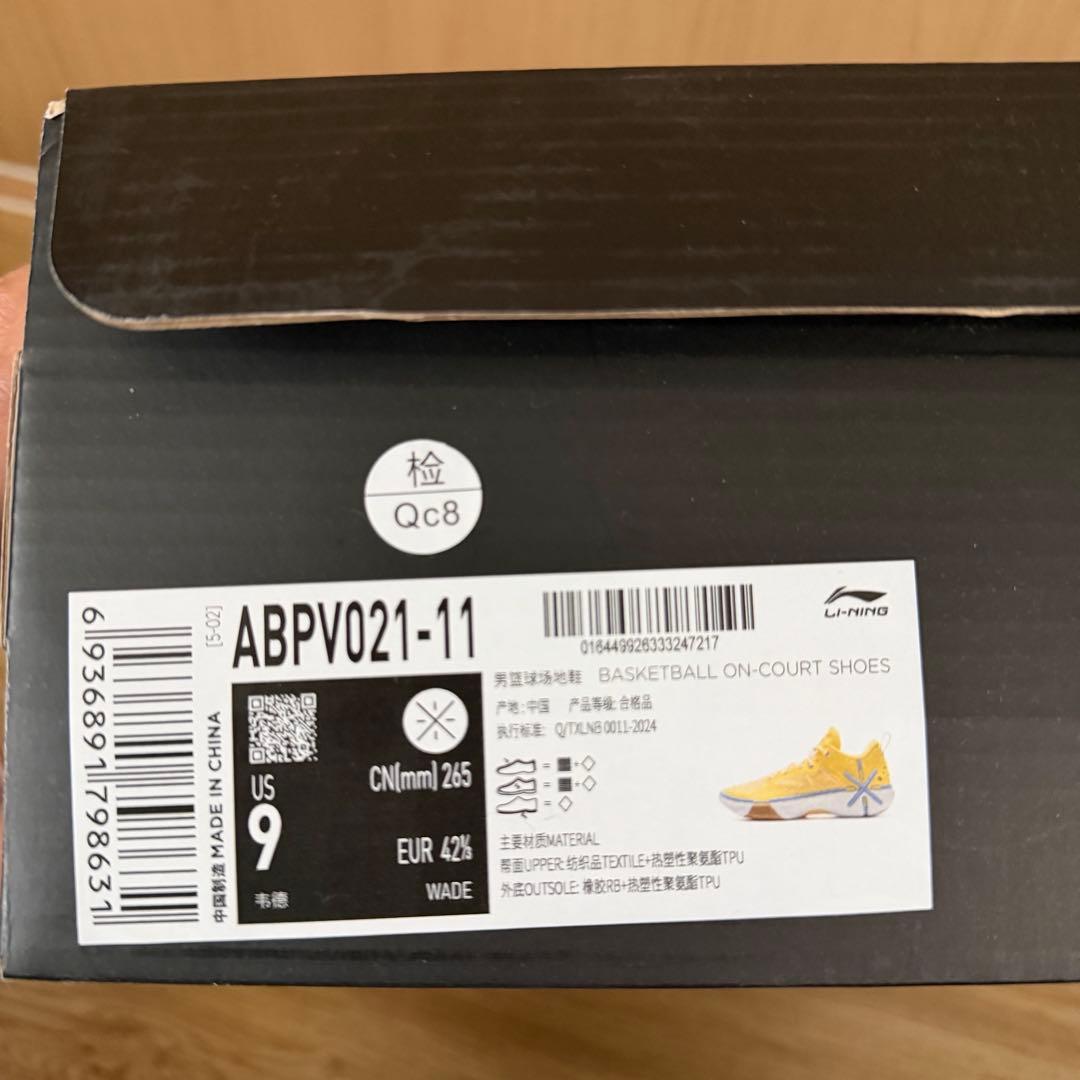 检
Qc8
6936891798631
[5-02]
中国制造 MADE IN CHINA
ABPV021-11
016449926333247217
LI-NING
男篮球场地鞋 BASKETBALL ON-COURT SHOES
产地:中国 产品等级:合格品
执行标准: Q/TXLNB 0011-2024
US
9
韦德
CN(mm) 265
EUR 42⅔
WADE
主要材质MATERIAL
帮面UPPER:纺织品TEXTILE+热塑性聚氨酯TPU
外底OUTSOLE: 橡胶RB+热塑性聚氨酯TPU